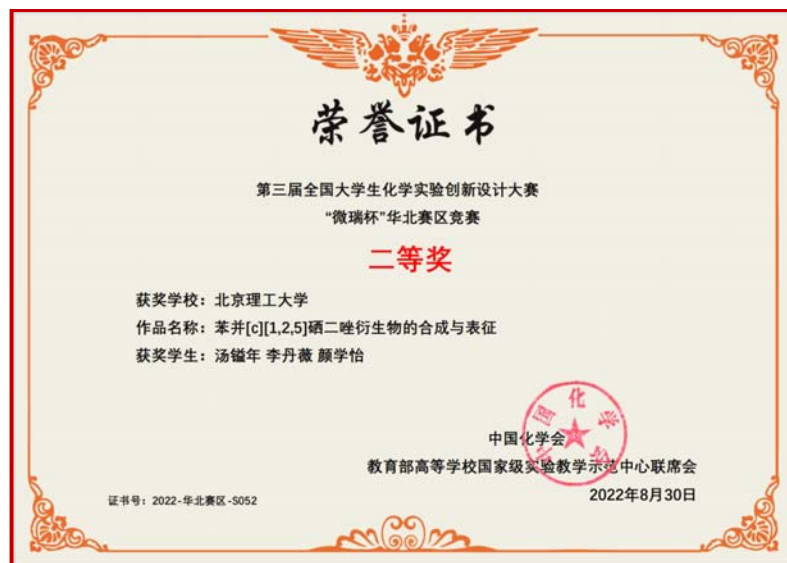 荣誉证书
第三届全国大学生化学实验创新设计大赛
“微瑞杯”华北赛区竞赛
二等奖
获奖学校：北京理工大学
作品名称：苯并[c][1,2,5]硒二唑衍生物的合成与表征
获奖学生：汤镒年 李丹薇 颜学怡
中国化学会
中国化学会
教育部高等学校国家级实验教学示范中心联席会
2022年8月30日
证书号：2022-华北赛区-S052